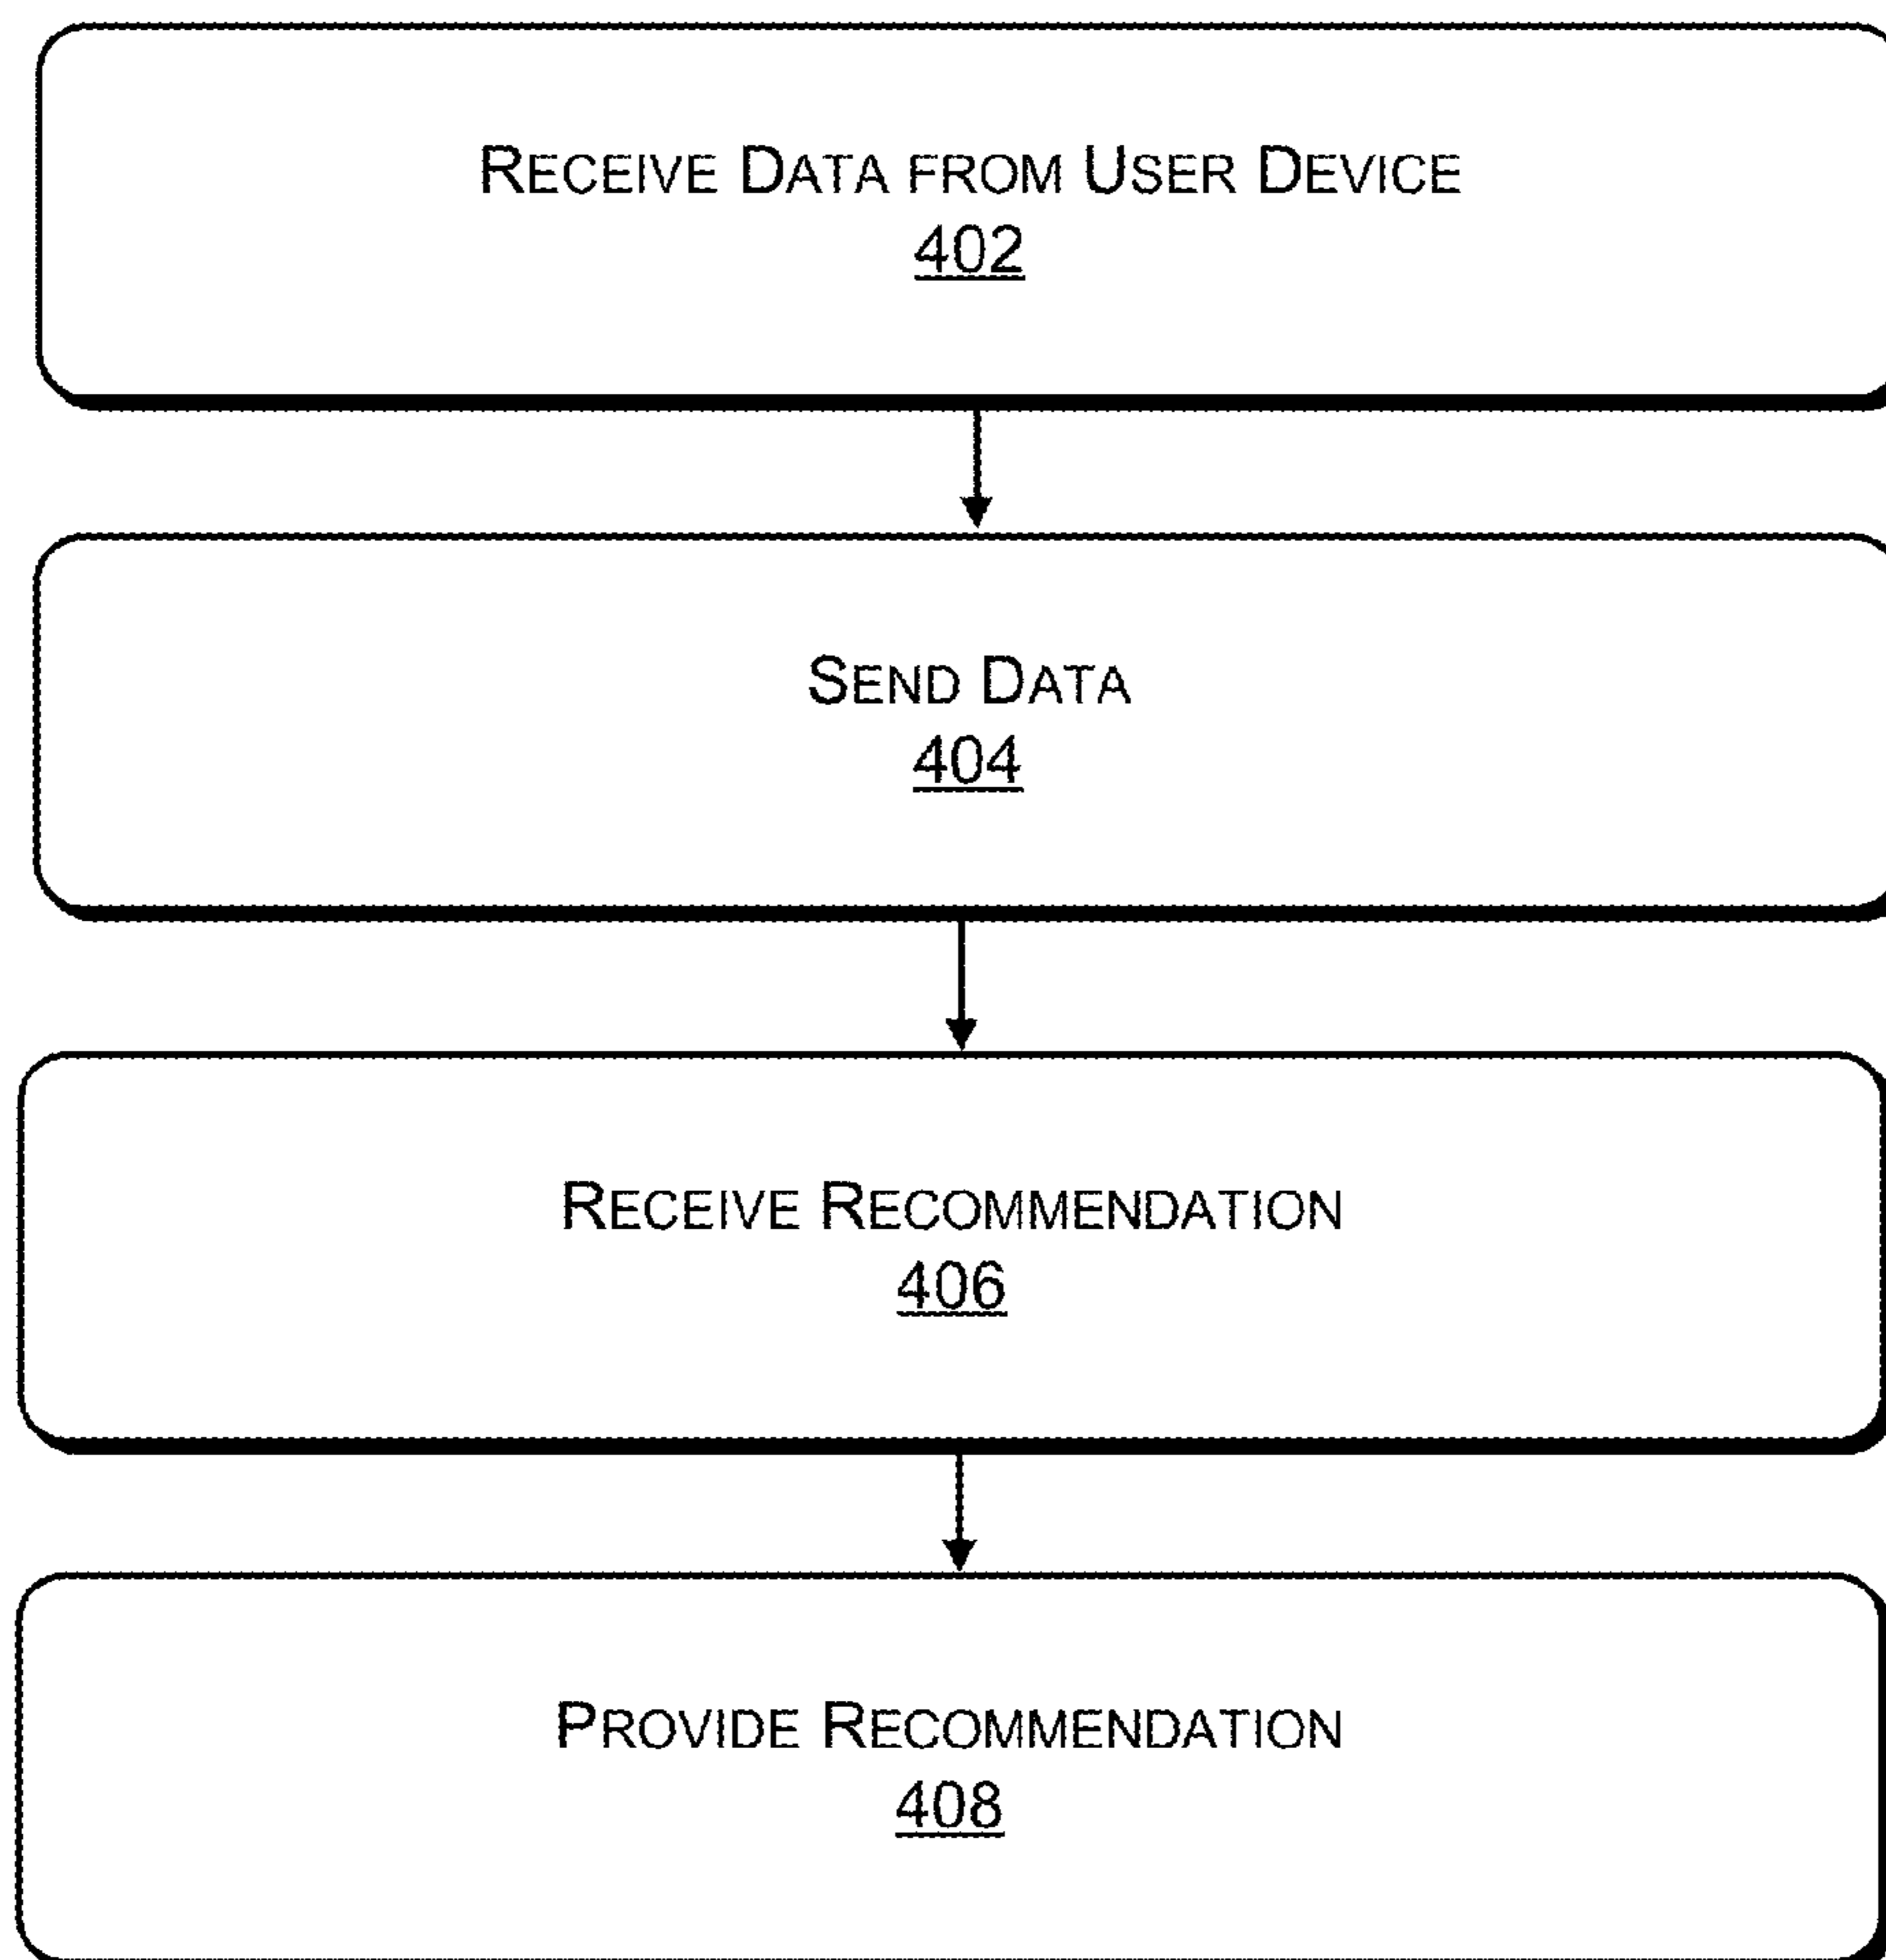 RECEIVE DATA FROM USER DEVICE
402
SEND DATA
404
RECEIVE RECOMMENDATION
406
PROVIDE RECOMMENDATION
408